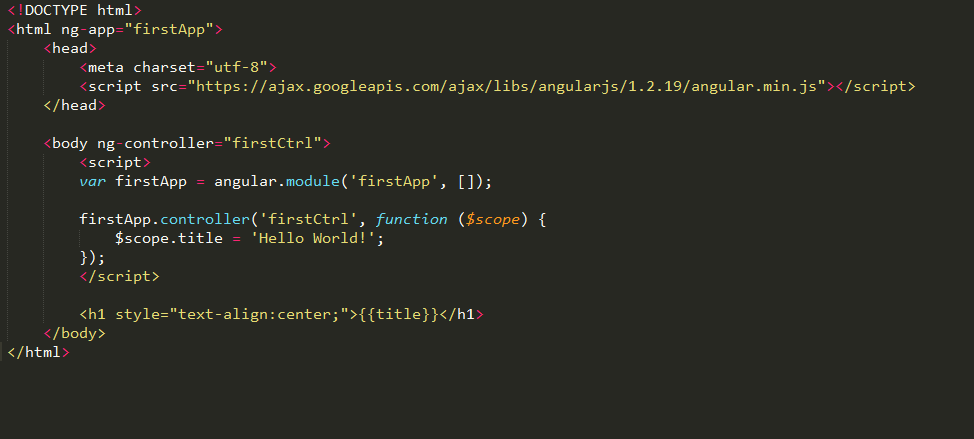 <!DOCTYPE html>
<html ng-app="firstApp">
    <head>
        <meta charset="utf-8">
        <script src="https://ajax.googleapis.com/ajax/libs/angularjs/1.2.19/angular.min.js"></script>
    </head>

    <body ng-controller="firstCtrl">
        <script>
        var firstApp = angular.module('firstApp', []);

        firstApp.controller('firstCtrl', function ($scope) {
            $scope.title = 'Hello World!';
        });
        </script>

        <h1 style="text-align:center;">{{title}}</h1>
    </body>
</html>